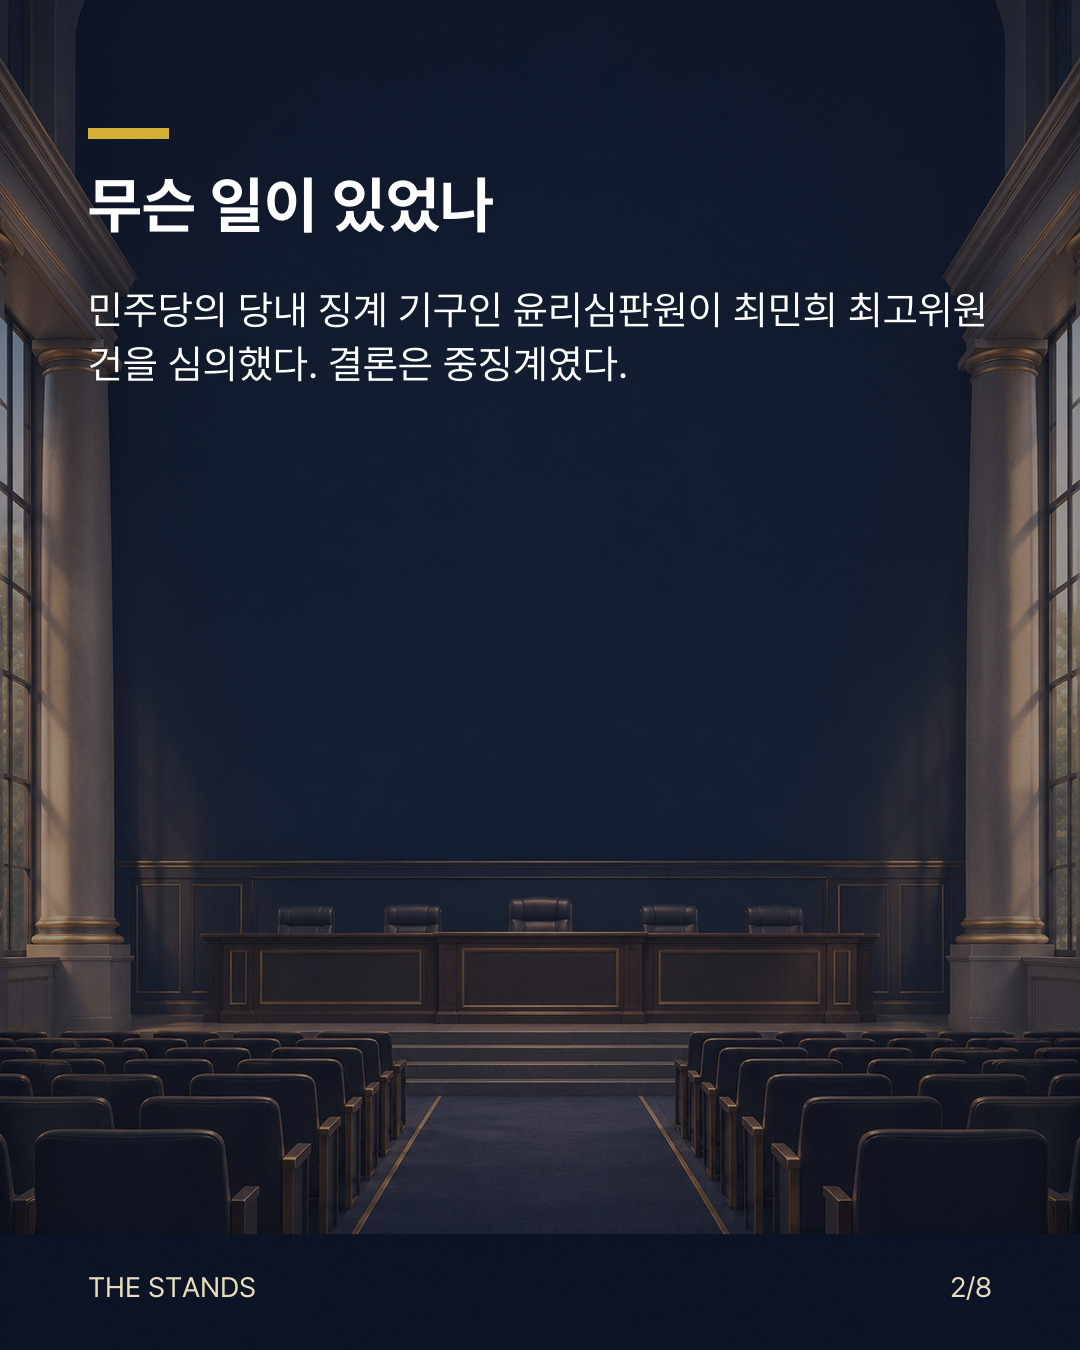 무슨 일이 있었나
민주당의 당내 징계 기구인 윤리심판원이 최민희 최고위원
건을 심의했다. 결론은 중징계였다.
THE STANDS
2/8